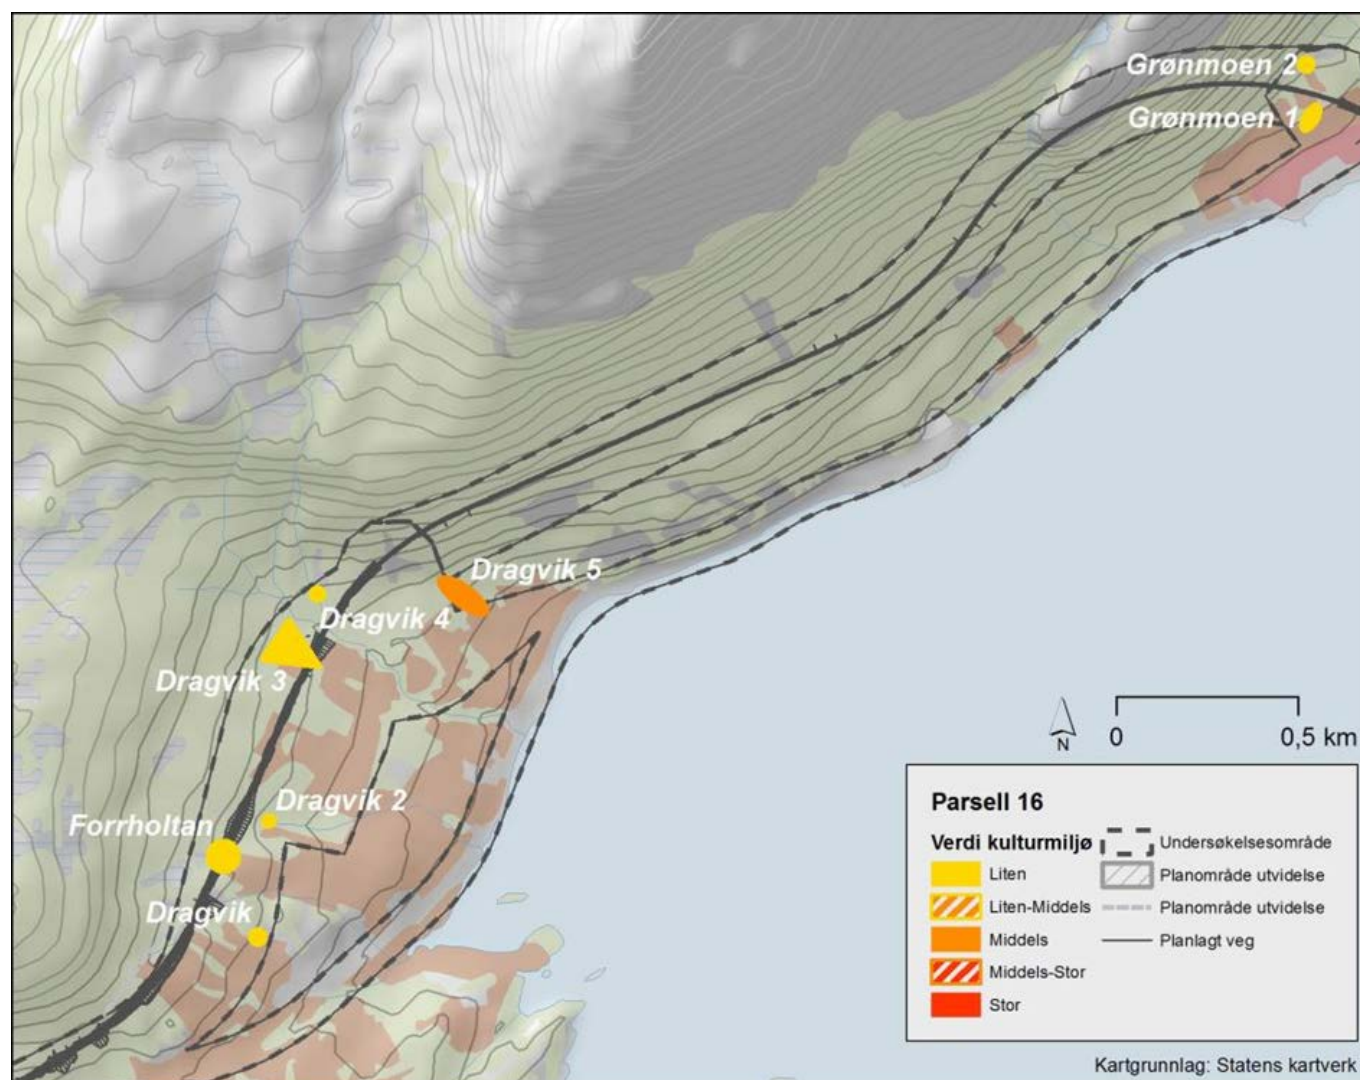 Grønmoen 2
Grønmoen 1
Dragvik 5
Dragvik 4
Dragvik 3
Dragvik 2
Forrholtan
Dragvik
N
0 0,5 km
Parsell 16
Verdi kulturmiljø
Liten
Liten-Middels
Middels
Middels-Stor
Stor
Undersøkelsesområde
Planområde utvidelse
Planområde utvidelse
Planlagt veg
Kartgrunnlag: Statens kartverk